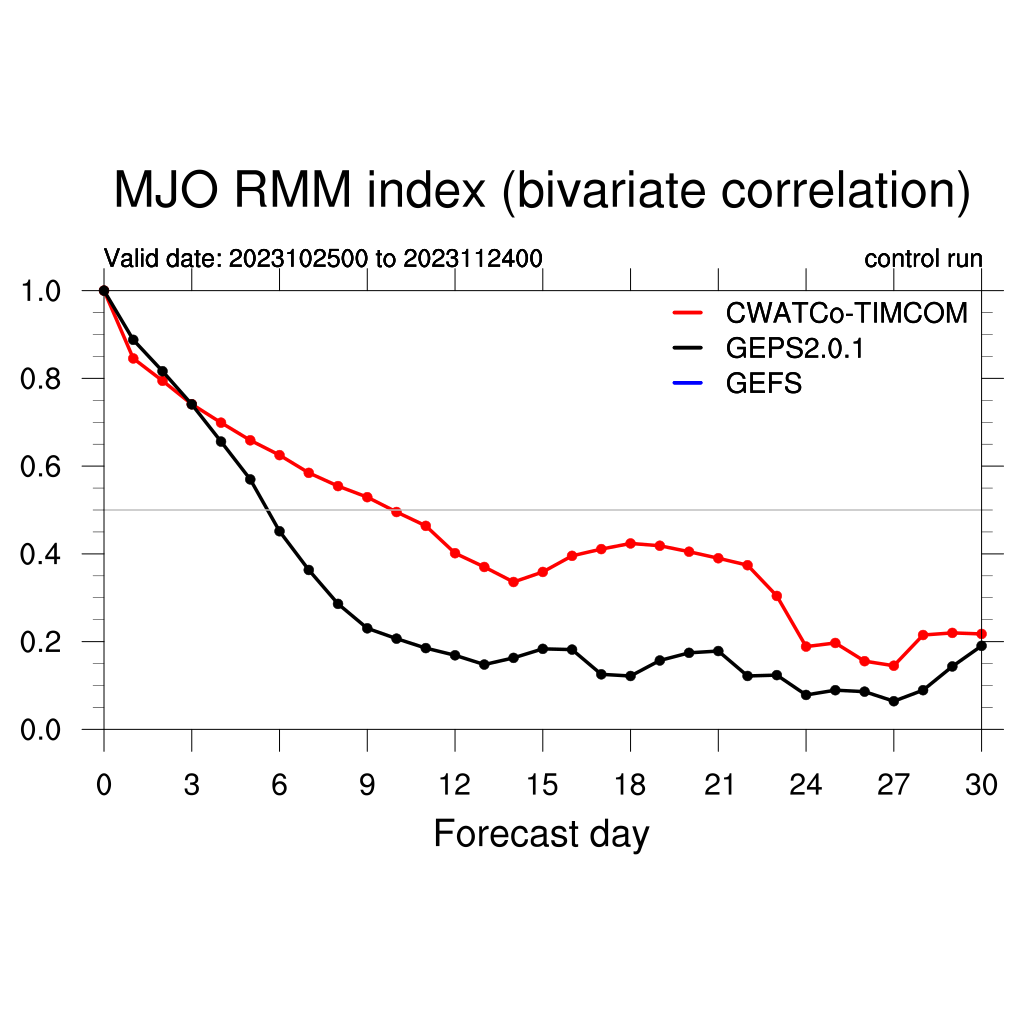 MJO RMM index (bivariate correlation)
Valid date: 2023102500 to 2023112400 control run
CWATCo-TIMCOM
GEPS2.0.1
GEFS
1.0
0.8
0.6
0.4
0.2
0.0
0 3 6 9 12 15 18 21 24 27 30
Forecast day